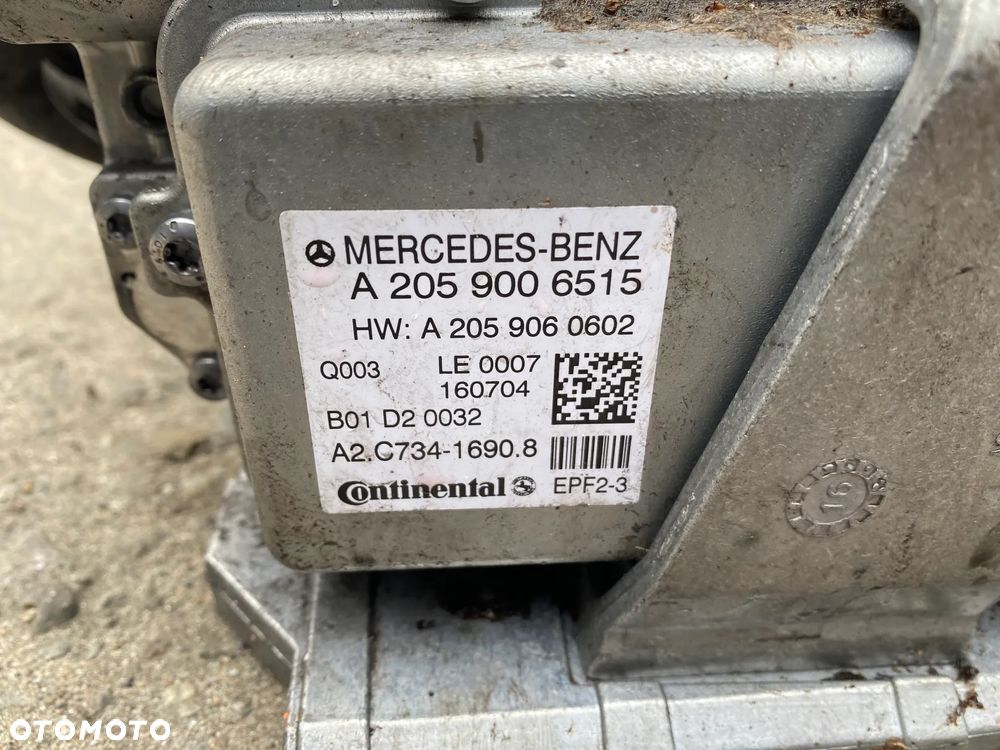 MERCEDES-BENZ
A 205 900 6515
HW: A 205 906 0602
Q003 LE 0007
160704
B01 D2 0032
A2.C734-1690.8
Continental EPF2-3
16
OTOMOTO